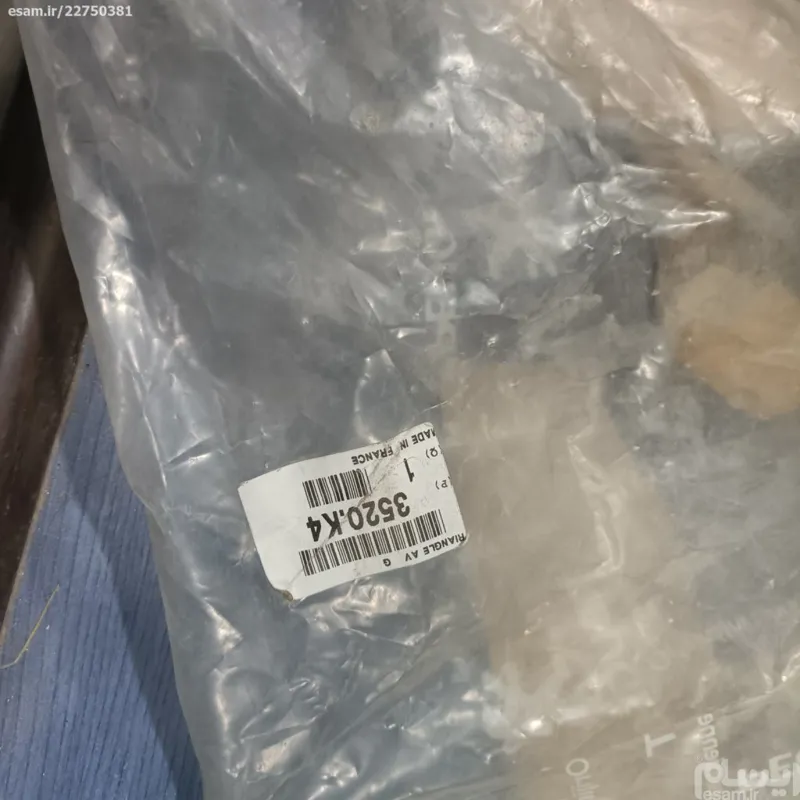 esam.ir/22750381
TRIANGLE AV G
3520.K4
(P)
(Q) 1
MADE IN FRANCE
ایسام
esam.ir